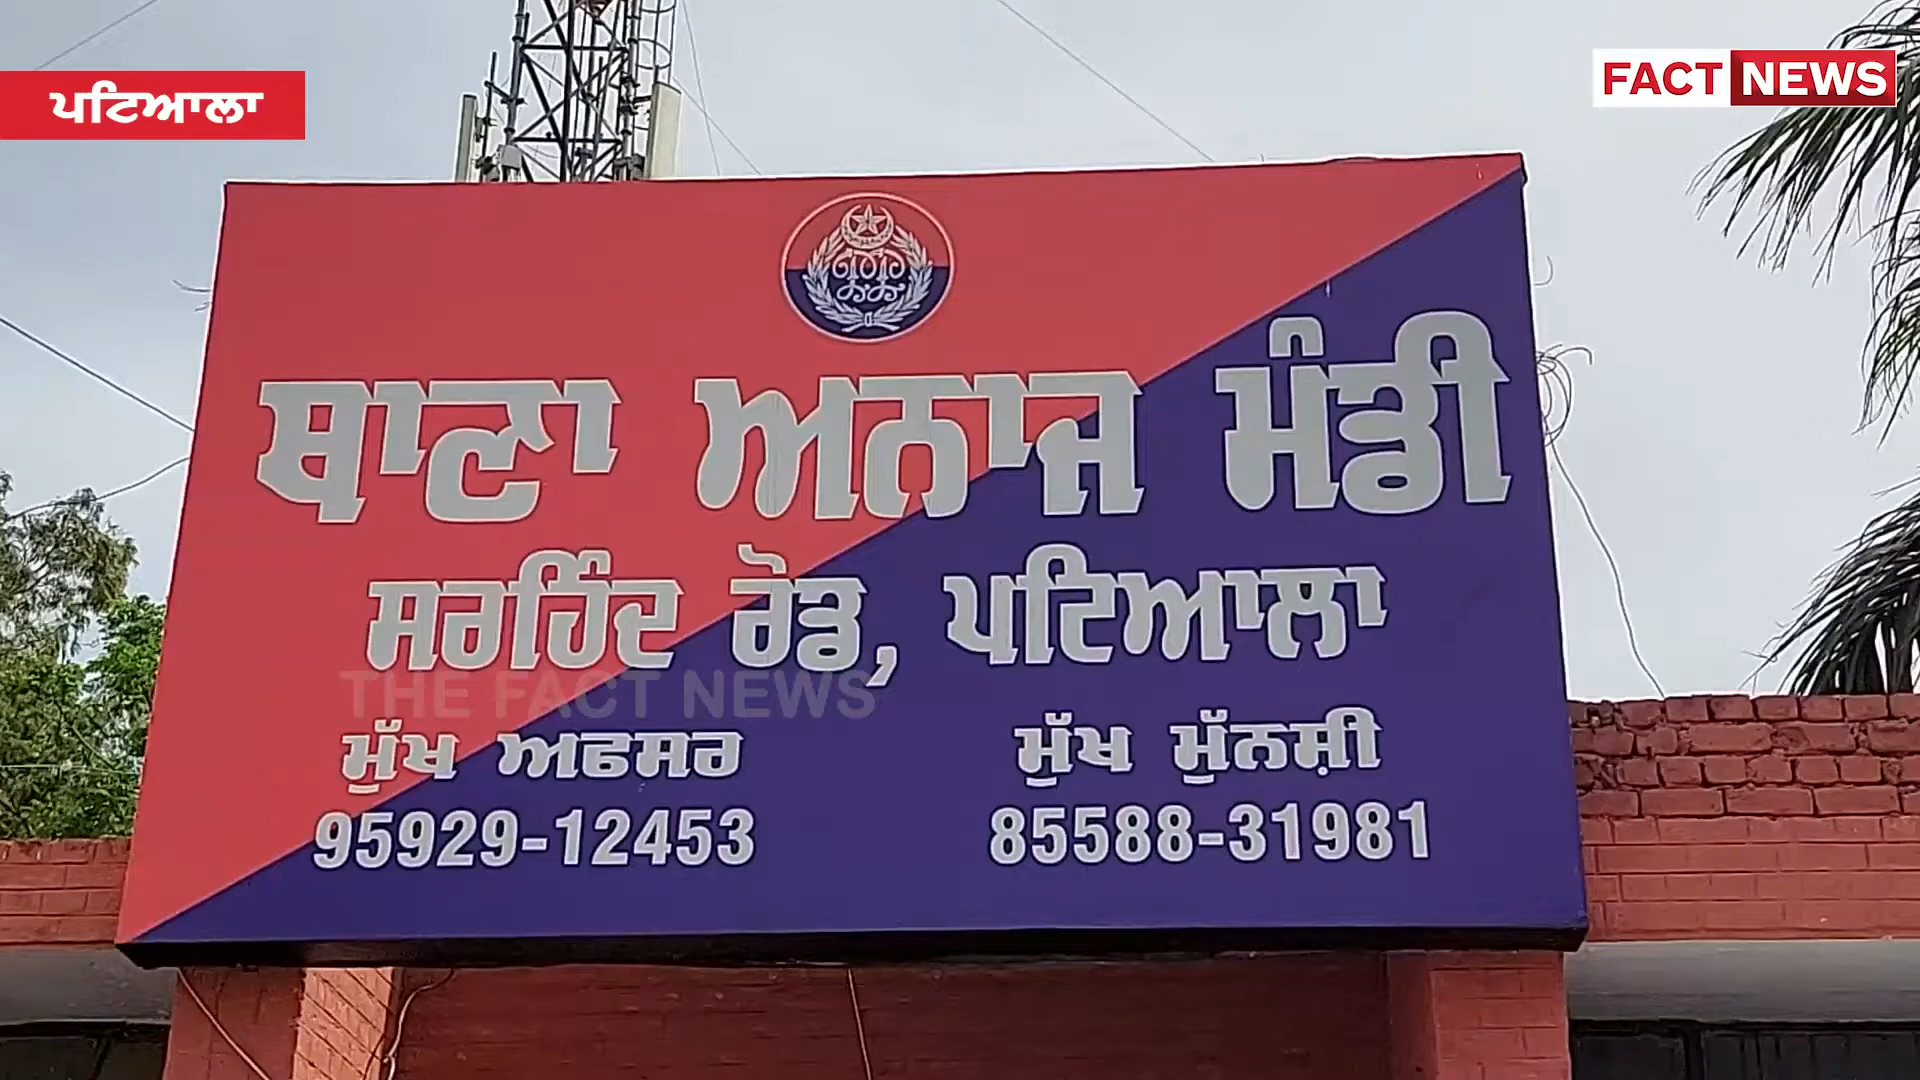 ਪਟਿਆਲਾ
FACT NEWS
ਥਾਣਾ ਅਨਾਜ ਮੰਡੀ
ਸਰਹਿੰਦ ਰੋਡ, ਪਟਿਆਲਾ
THE FACT NEWS
ਮੁੱਖ ਅਫਸਰ
95929-12453
ਮੁੱਖ ਮੁੱਨਸ਼ੀ
85588-31981